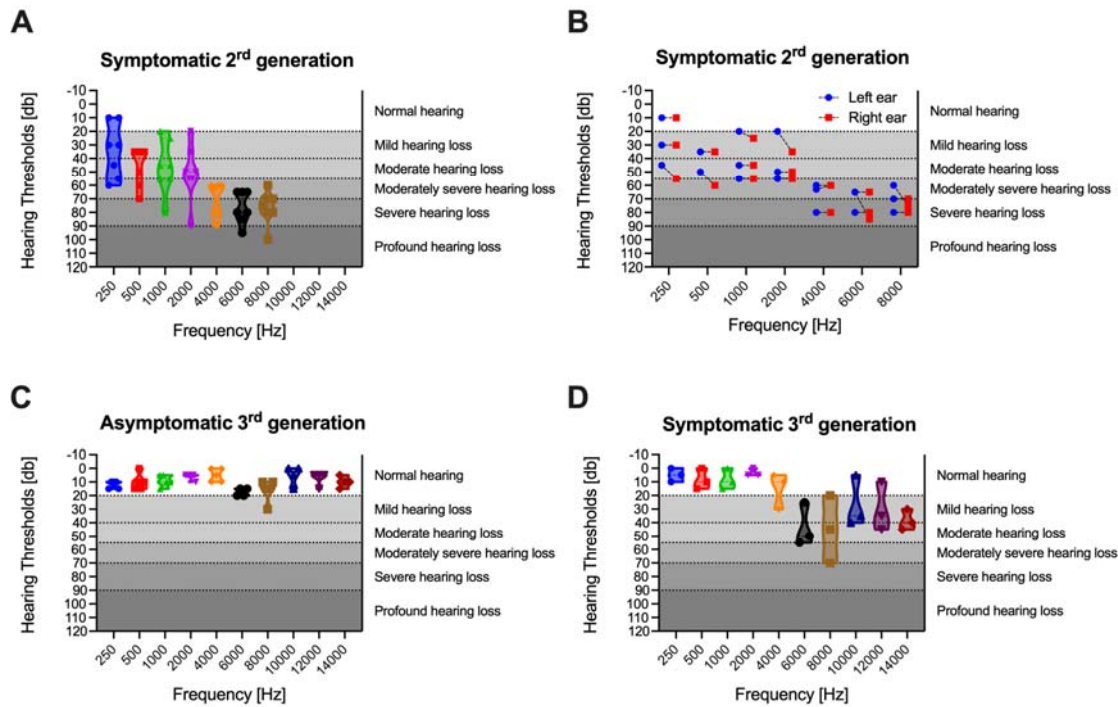 A
Symptomatic 2rd generation
Hearing Thresholds [db]
-10
0
10
20
30
40
50
60
70
80
90
100
110
120
Normal hearing
Mild hearing loss
Moderate hearing loss
Moderately severe hearing loss
Severe hearing loss
Profound hearing loss
250
500
1000
2000
4000
6000
8000
10000
12000
14000
Frequency [Hz]
B
Symptomatic 2rd generation
Hearing Thresholds [db]
-10
0
10
20
30
40
50
60
70
80
90
100
110
120
Left ear
Right ear
Normal hearing
Mild hearing loss
Moderate hearing loss
Moderately severe hearing loss
Severe hearing loss
Profound hearing loss
250
500
1000
2000
4000
6000
8000
Frequency [Hz]
C
Asymptomatic 3rd generation
Hearing Thresholds [db]
-10
0
10
20
30
40
50
60
70
80
90
100
110
120
Normal hearing
Mild hearing loss
Moderate hearing loss
Moderately severe hearing loss
Severe hearing loss
Profound hearing loss
250
500
1000
2000
4000
6000
8000
10000
12000
14000
Frequency [Hz]
D
Symptomatic 3rd generation
Hearing Thresholds [db]
-10
0
10
20
30
40
50
60
70
80
90
100
110
120
Normal hearing
Mild hearing loss
Moderate hearing loss
Moderately severe hearing loss
Severe hearing loss
Profound hearing loss
250
500
1000
2000
4000
6000
8000
10000
12000
14000
Frequency [Hz]